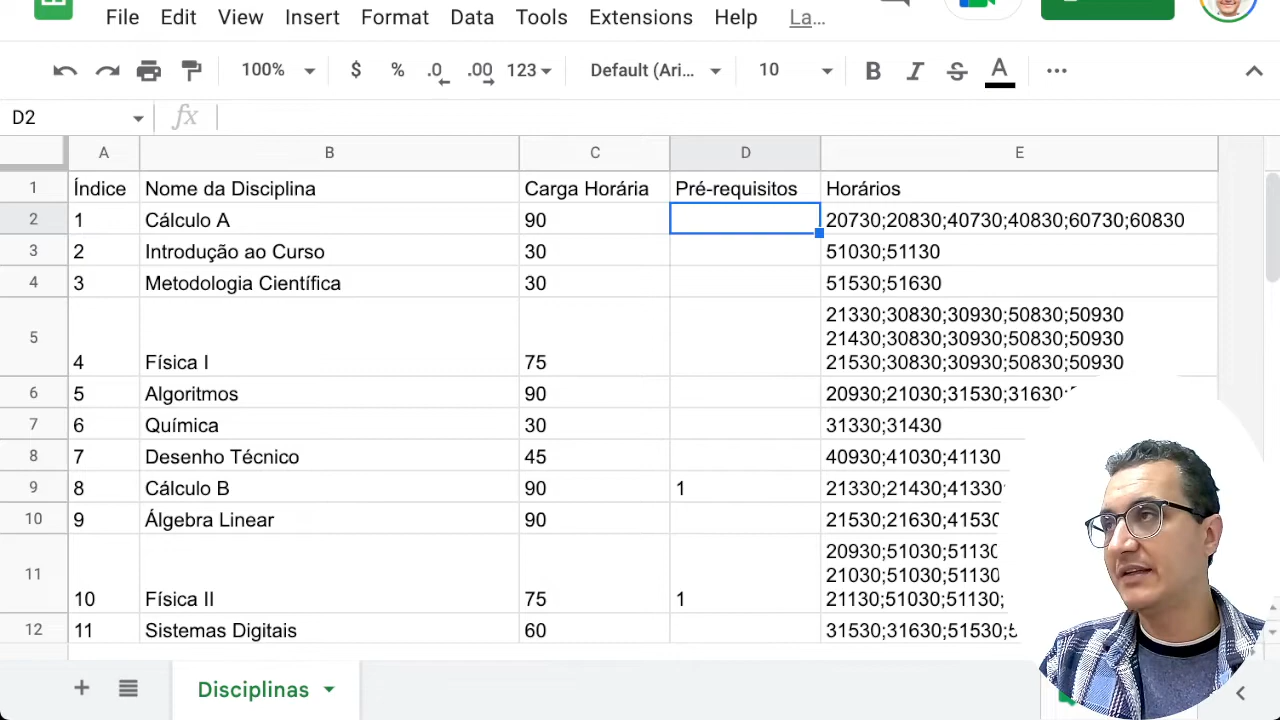 File Edit View Insert Format Data Tools Extensions Help La...
100% $ % .0 .00 123 Default (Ari... 10 B I S A ...
D2 fx
A B C D E
1 Índice Nome da Disciplina Carga Horária Pré-requisitos Horários
2 1 Cálculo A 90 20730;20830;40730;40830;60730;60830
3 2 Introdução ao Curso 30 51030;51130
4 3 Metodologia Científica 30 51530;51630
21330;30830;30930;50830;50930
21430;30830;30930;50830;50930
5 4 Física I 75 21530;30830;30930;50830;50930
6 5 Algoritmos 90 20930;21030;31530;31630;
7 6 Química 30 31330;31430
8 7 Desenho Técnico 45 40930;41030;41130
9 8 Cálculo B 90 1 21330;21430;41330
10 9 Álgebra Linear 90 21530;21630;41530
20930;51030;51130
21030;51030;51130
11 10 Física II 75 1 21130;51030;51130;
12 11 Sistemas Digitais 60 31530;31630;51530;
Disciplinas